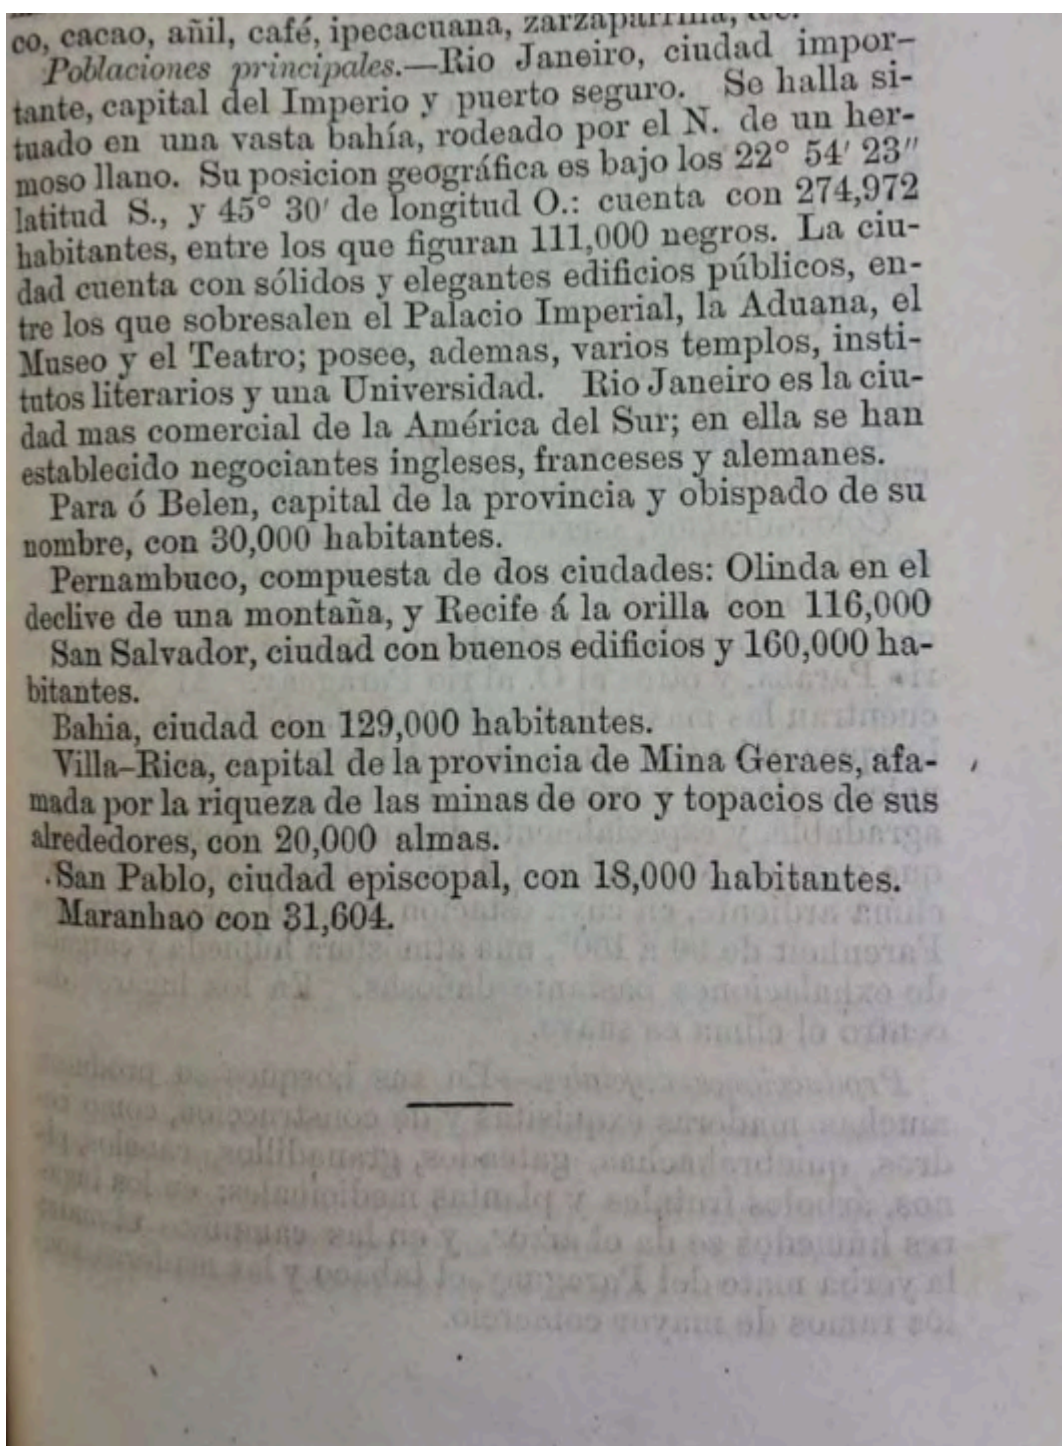 co, cacao, añil, café, ipecacuana, zarzaparrilla, &c.
Poblaciones principales.—Rio Janeiro, ciudad impor-
tante, capital del Imperio y puerto seguro. Se halla si-
tuado en una vasta bahía, rodeado por el N. de un her-
moso llano. Su posicion geográfica es bajo los 22° 54′ 23″
latitud S., y 45° 30′ de longitud O.: cuenta con 274,972
habitantes, entre los que figuran 111,000 negros. La ciu-
dad cuenta con sólidos y elegantes edificios públicos, en-
tre los que sobresalen el Palacio Imperial, la Aduana, el
Museo y el Teatro; posee, ademas, varios templos, insti-
tutos literarios y una Universidad. Rio Janeiro es la ciu-
dad mas comercial de la América del Sur; en ella se han
establecido negociantes ingleses, franceses y alemanes.
Para ó Belen, capital de la provincia y obispado de su
nombre, con 30,000 habitantes.
Pernambuco, compuesta de dos ciudades: Olinda en el
declive de una montaña, y Recife á la orilla con 116,000
San Salvador, ciudad con buenos edificios y 160,000 ha-
bitantes.
Bahia, ciudad con 129,000 habitantes.
Villa-Rica, capital de la provincia de Mina Geraes, afa-
mada por la riqueza de las minas de oro y topacios de sus
alrededores, con 20,000 almas.
San Pablo, ciudad episcopal, con 18,000 habitantes.
Maranhao con 31,604.